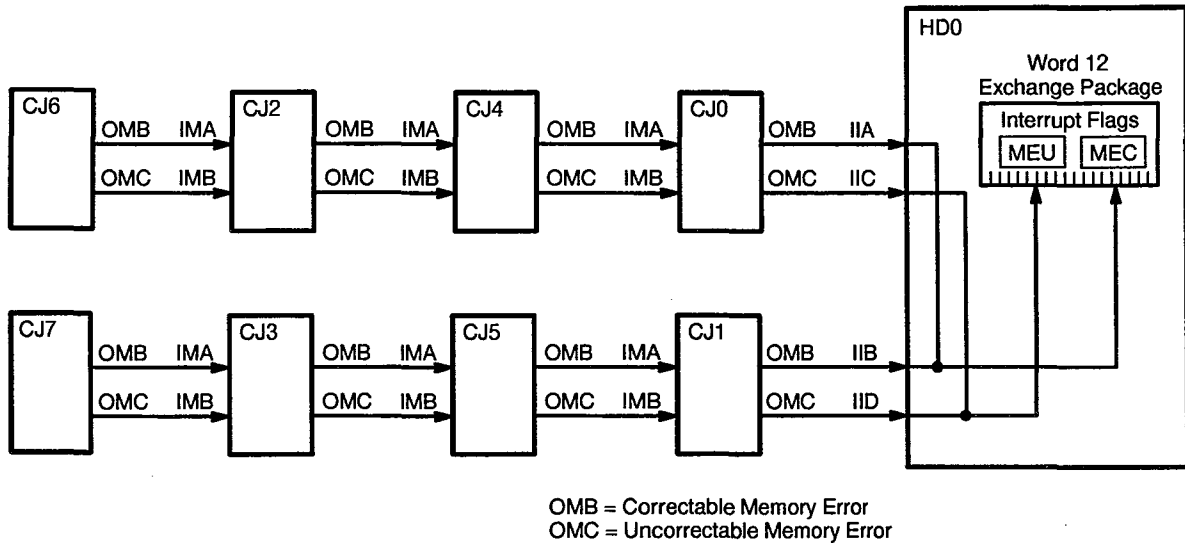 HD0
Word 12
Exchange Package
Interrupt Flags
MEU MEC
CJ6 CJ2 CJ4 CJ0
OMB IMA OMB IMA OMB IMA OMB IIA
OMC IMB OMC IMB OMC IMB OMC IIC
CJ7 CJ3 CJ5 CJ1
OMB IMA OMB IMA OMB IMA OMB IIB
OMC IMB OMC IMB OMC IMB OMC IID
OMB = Correctable Memory Error
OMC = Uncorrectable Memory Error